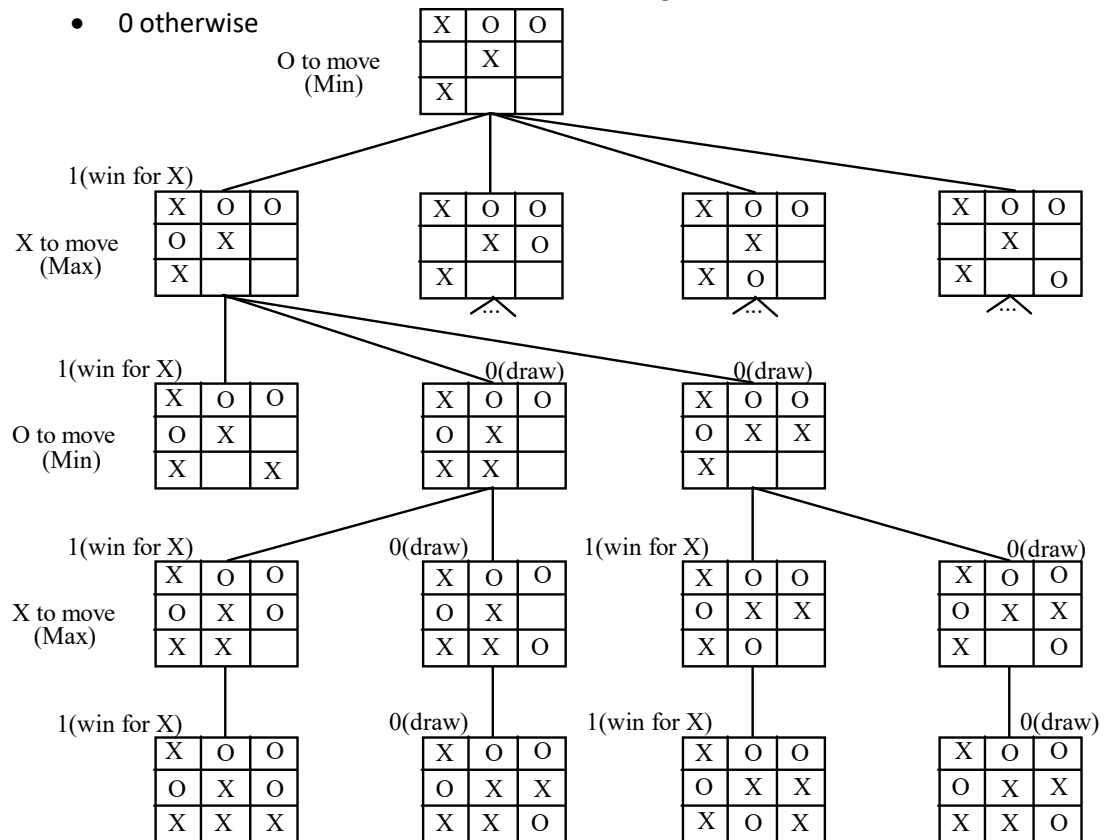 • 0 otherwise
X O O
O to move X
(Min) X
1(win for X)
X O O X O O X O O X O O
X to move O X X O X X
(Max) X X X O X O
... ... ...
1(win for X) 0(draw) 0(draw)
X O O X O O X O O
O to move O X O X O X X
(Min) X X X X X
1(win for X) 0(draw) 1(win for X) 0(draw)
X O O X O O X O O X O O
X to move O X O O X O X X O X X
(Max) X X X X O X O X O
1(win for X) 0(draw) 1(win for X) 0(draw)
X O O X O O X O O X O O
O X O O X X O X X O X X
X X X X X O X O X X X O